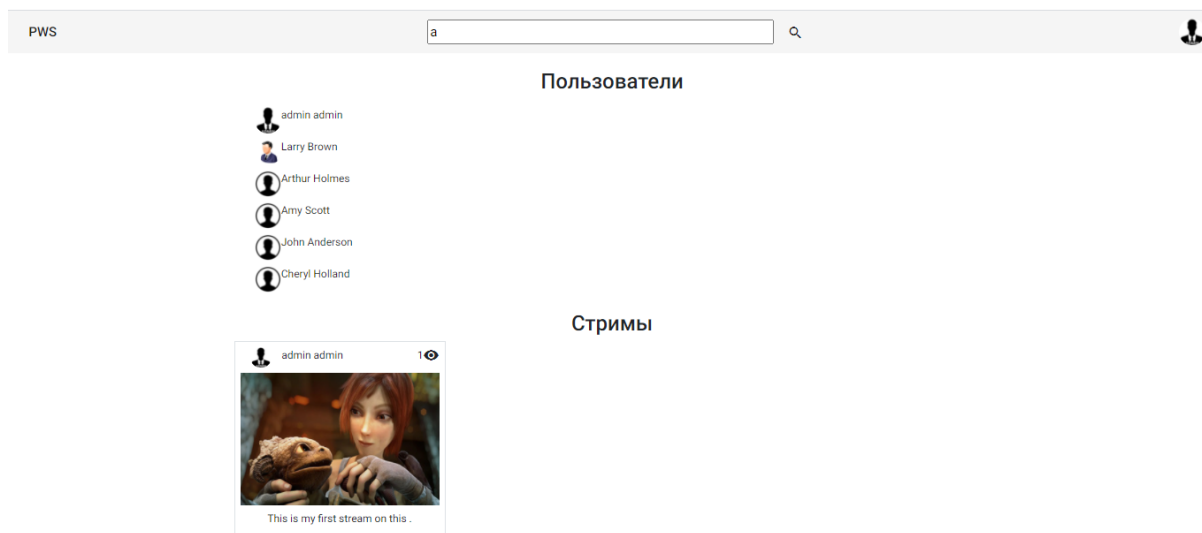 PWS
a
Пользователи
admin admin
Larry Brown
Arthur Holmes
Amy Scott
John Anderson
Cheryl Holland
Стримы
admin admin 1
This is my first stream on this .